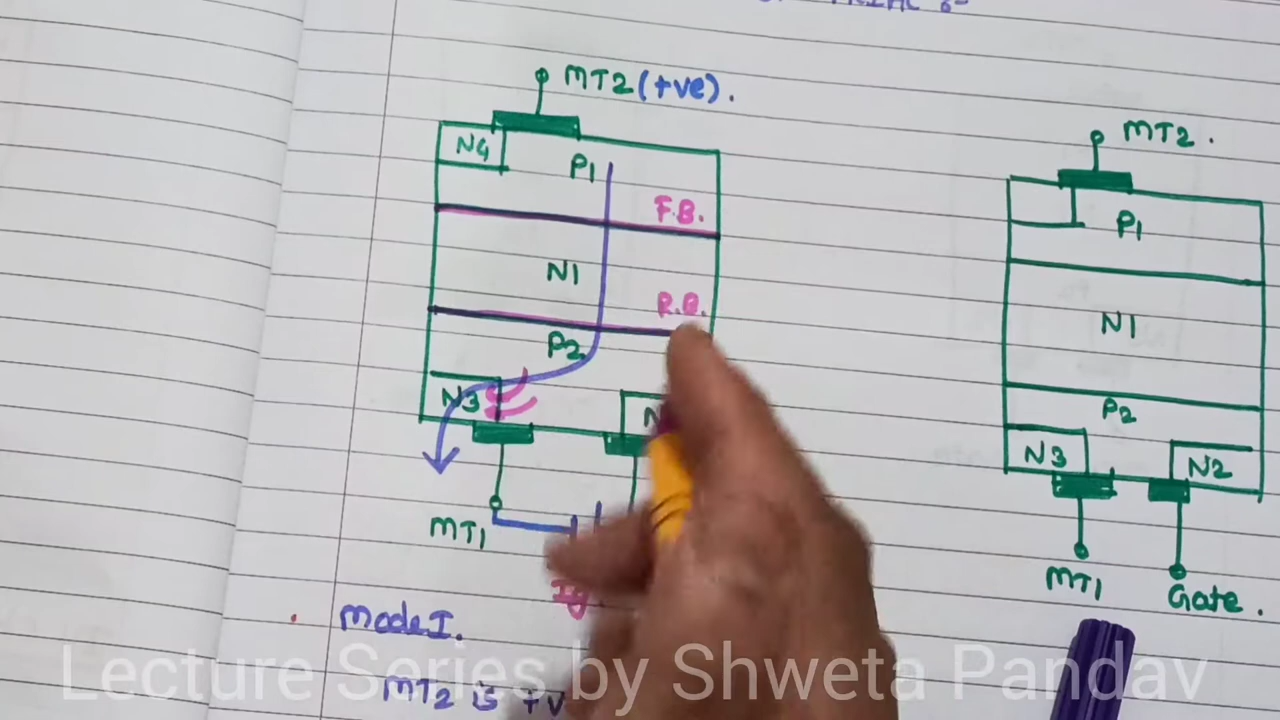 MT2 (+ve).
N4
P1
F.B.
N1
R.B.
P2
N3
MT1
Mode I.
MT2 is +v
MT2.
P1
N1
P2
N3
N2
MT1
Gate.
Lecture Series by Shweta Pandav